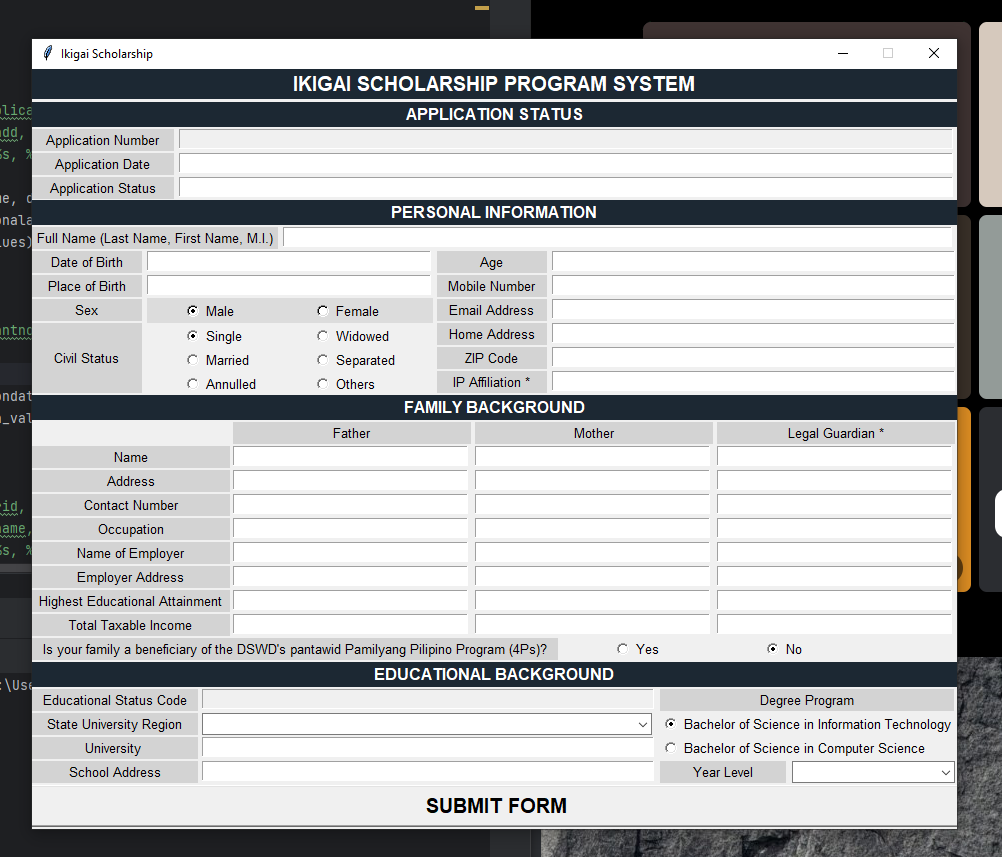 Ikigai Scholarship
IKIGAI SCHOLARSHIP PROGRAM SYSTEM
APPLICATION STATUS
Application Number
Application Date
Application Status
PERSONAL INFORMATION
Full Name (Last Name, First Name, M.I.)
Date of Birth Age
Place of Birth Mobile Number
Sex Male Female Email Address
Civil Status Single Widowed Home Address
Married Separated ZIP Code
Annulled Others IP Affiliation *
FAMILY BACKGROUND
Father Mother Legal Guardian *
Name
Address
Contact Number
Occupation
Name of Employer
Employer Address
Highest Educational Attainment
Total Taxable Income
Is your family a beneficiary of the DSWD's pantawid Pamilyang Pilipino Program (4Ps)? Yes No
EDUCATIONAL BACKGROUND
Educational Status Code Degree Program
State University Region Bachelor of Science in Information Technology
University Bachelor of Science in Computer Science
School Address Year Level
SUBMIT FORM